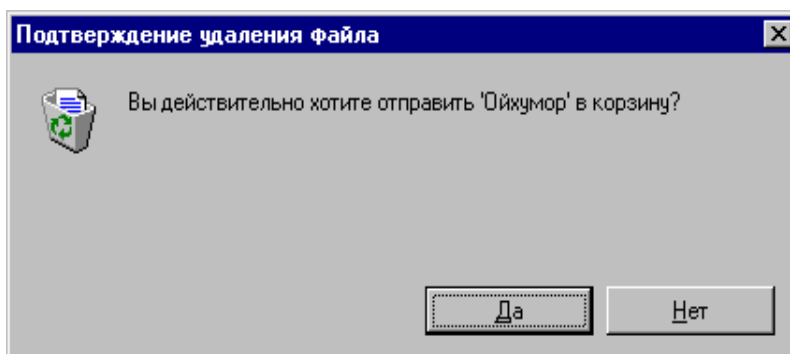 Подтверждение удаления файла
Вы действительно хотите отправить 'Ойхумор' в корзину?
Да
Нет